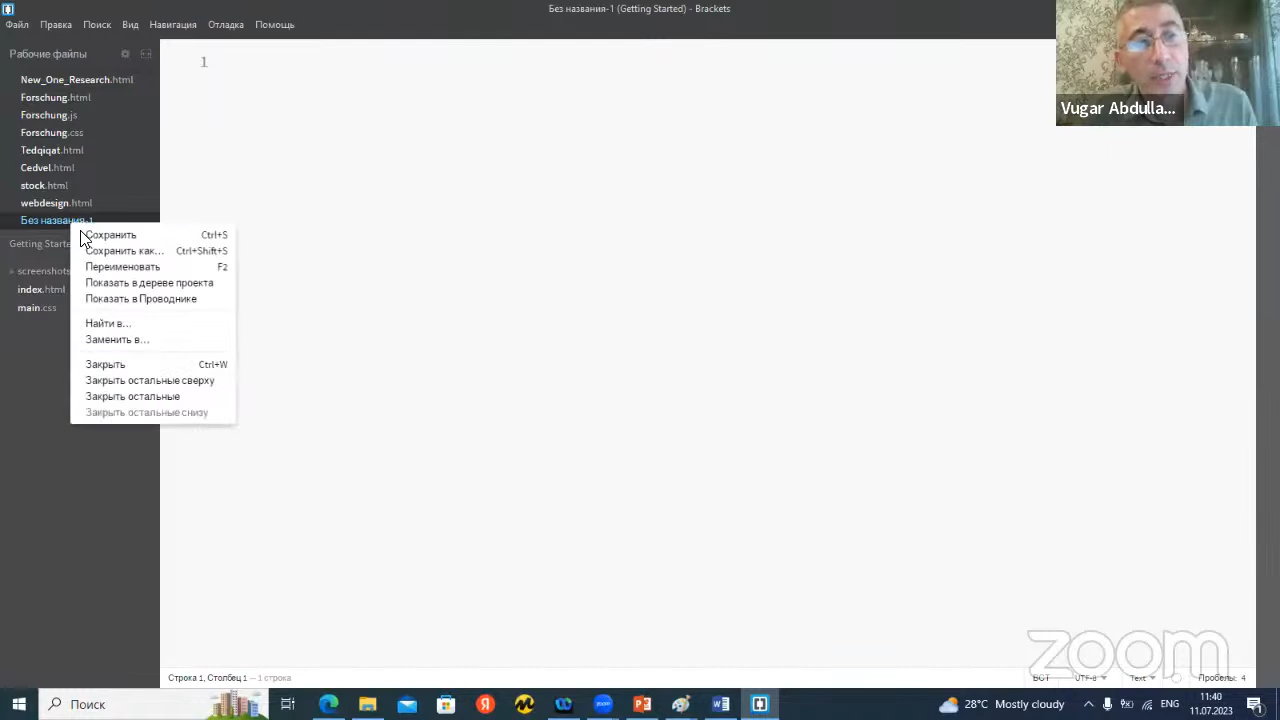 Без названия-1 (Getting Started) - Brackets
Файл Правка Поиск Вид Навигация Отладка Помощь
Рабочие файлы
1
New_One_Research.html
Forschung.html
Forschung.js
Forschung.css
Tedqiqat.html
Cedvel.html
stock.html
webdesign.html
Без названия-1
Getting Starte
screenshots
index.html
main.css
Сохранить Ctrl+S
Сохранить как... Ctrl+Shift+S
Переименовать F2
Показать в дереве проекта
Показать в Проводнике
Найти в...
Заменить в...
Закрыть Ctrl+W
Закрыть остальные сверху
Закрыть остальные
Закрыть остальные снизу
Vugar Abdulla...
zoom
Строка 1, Столбец 1 — 1 строка
ВСТ UTF-8 Text Пробелы: 4
Поиск
28°C Mostly cloudy
ENG
11:40
11.07.2023